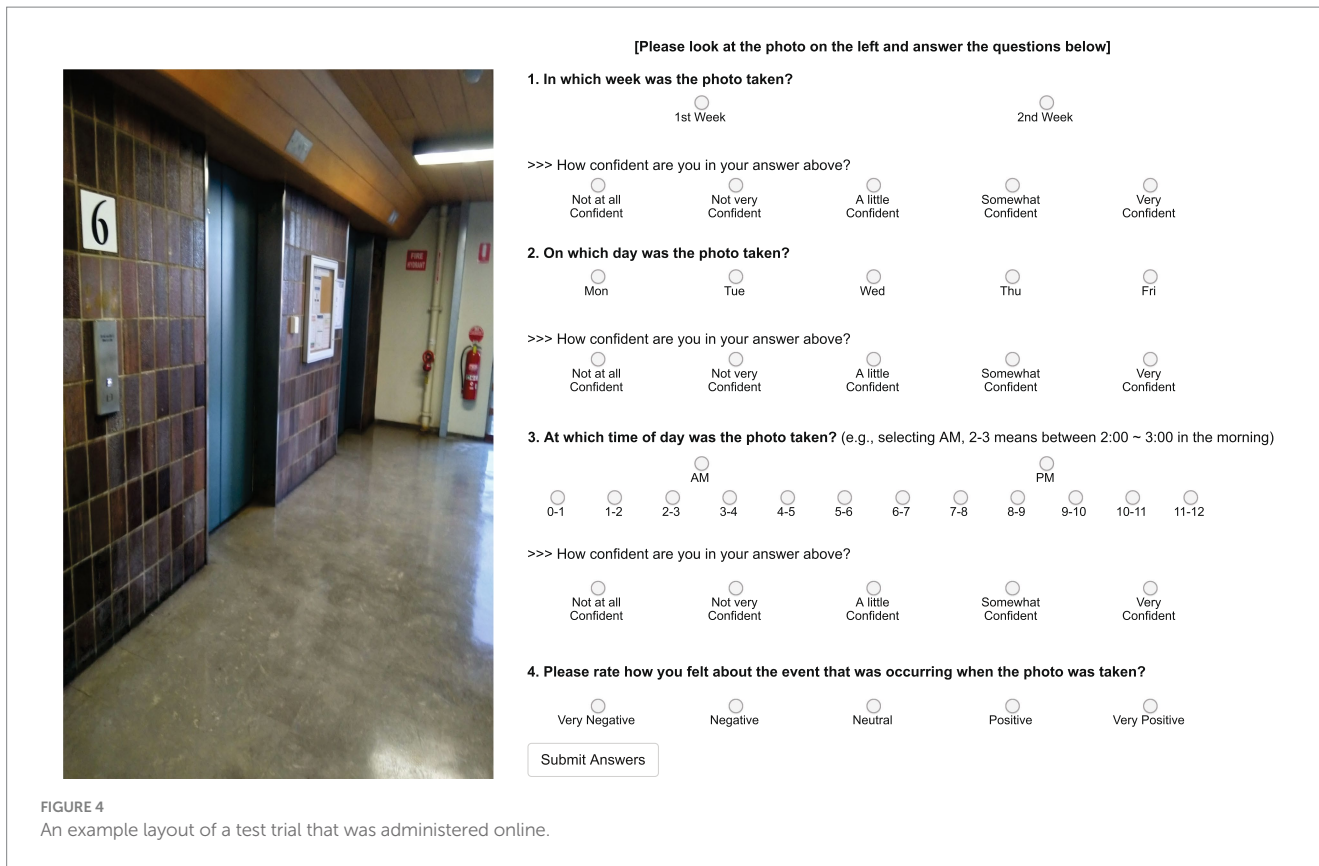 [Please look at the photo on the left and answer the questions below]
1. In which week was the photo taken?
1st Week 2nd Week
>>> How confident are you in your answer above?
Not at all Confident Not very Confident A little Confident Somewhat Confident Very Confident
2. On which day was the photo taken?
Mon Tue Wed Thu Fri
>>> How confident are you in your answer above?
Not at all Confident Not very Confident A little Confident Somewhat Confident Very Confident
3. At which time of day was the photo taken? (e.g., selecting AM, 2-3 means between 2:00 ~ 3:00 in the morning)
AM PM
0-1 1-2 2-3 3-4 4-5 5-6 6-7 7-8 8-9 9-10 10-11 11-12
>>> How confident are you in your answer above?
Not at all Confident Not very Confident A little Confident Somewhat Confident Very Confident
4. Please rate how you felt about the event that was occurring when the photo was taken?
Very Negative Negative Neutral Positive Very Positive
Submit Answers
6
FIRE
HYDRANT
FIGURE 4
An example layout of a test trial that was administered online.